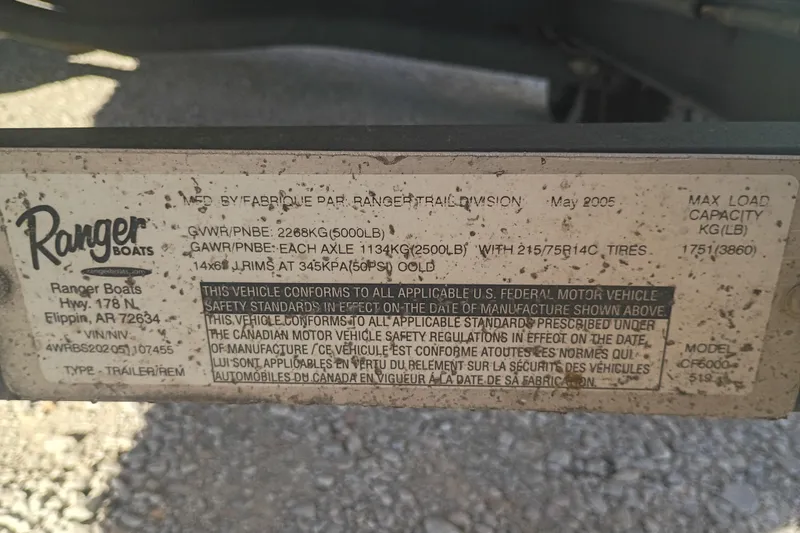 MFD BY/FABRIQUE PAR RANGER TRAIL DIVISION May 2005
GVWR/PNBE: 2268KG(5000LB)
GAWR/PNBE: EACH AXLE 1134KG(2500LB) WITH 215/75R14C TIRES
RIMS AT 345KPA(50PSI) COLD
MAX LOAD
CAPACITY
KG(LB)
1751(3860)
Ranger
BOATS
Ranger Boats
Hwy. 178 N.
Flippin, AR 72634
VIN/NIV
TYPE - TRAILER/REM
THIS VEHICLE CONFORMS TO ALL APPLICABLE U.S. FEDERAL MOTOR VEHICLE
SAFETY STANDARDS IN EFFECT ON THE DATE OF MANUFACTURE SHOWN ABOVE.
THIS VEHICLE CONFORMS TO ALL APPLICABLE STANDARDS PRESCRIBED UNDER
THE CANADIAN MOTOR VEHICLE SAFETY REGULATIONS IN EFFECT ON THE DATE
OF MANUFACTURE / CE VÉHICULE EST CONFORME ATOUTES LES NORMES QUI
LUI SONT APPLICABLES EN VERTU DU RELEMENT SUR LA SÉCURITÉ DES VÉHICULES
AUTOMOBILES DU CANADA EN VIGUEUR À LA DATE DE SA FABRICATION.
MODEL